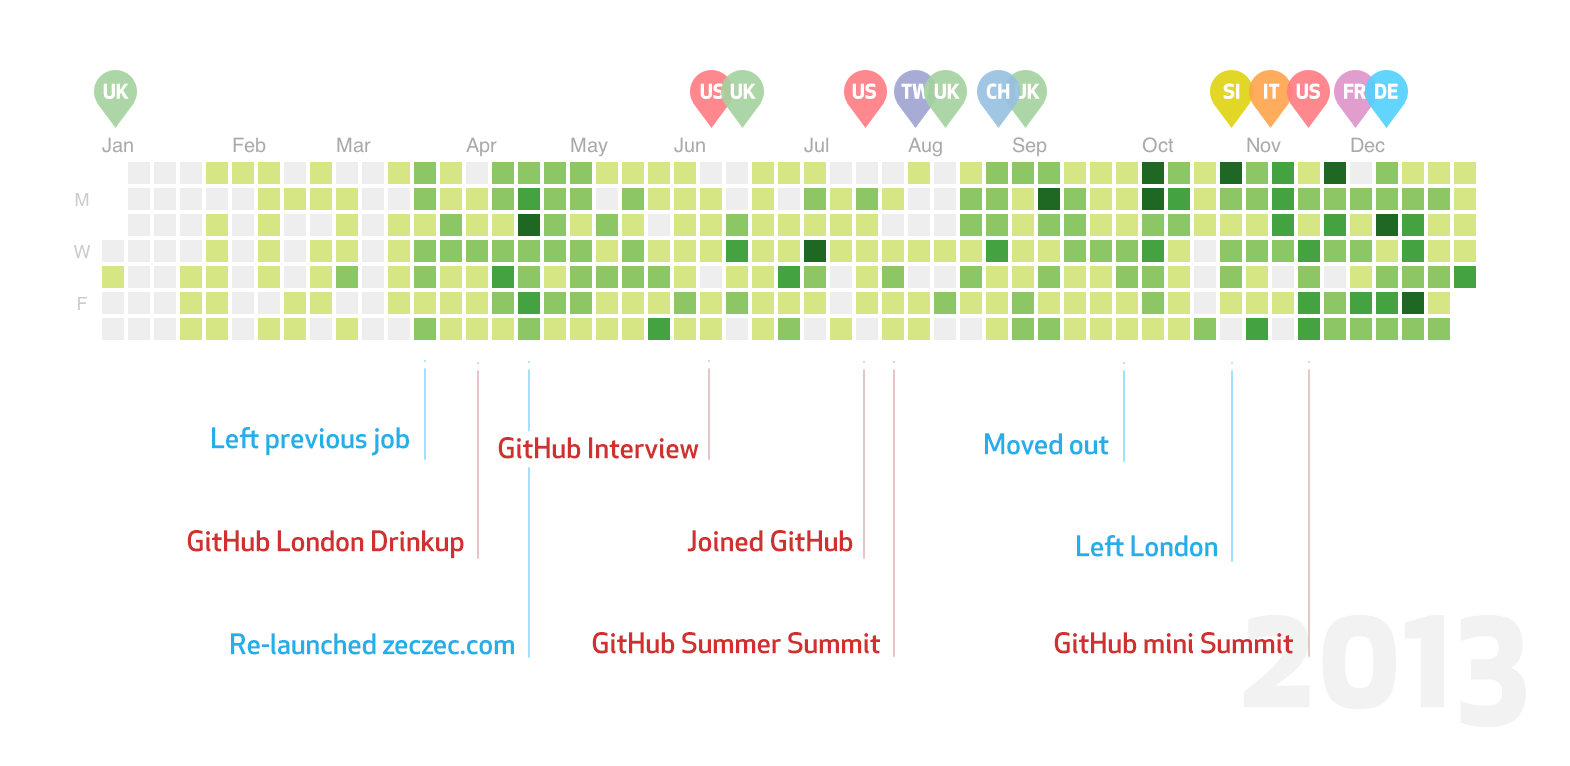 UK US UK US TW UK CH UK SI IT US FR DE
Jan Feb Mar Apr May Jun Jul Aug Sep Oct Nov Dec
M
W
F
Left previous job
GitHub Interview
Moved out
GitHub London Drinkup
Joined GitHub
Left London
Re-launched zeczec.com
GitHub Summer Summit
GitHub mini Summit
2013